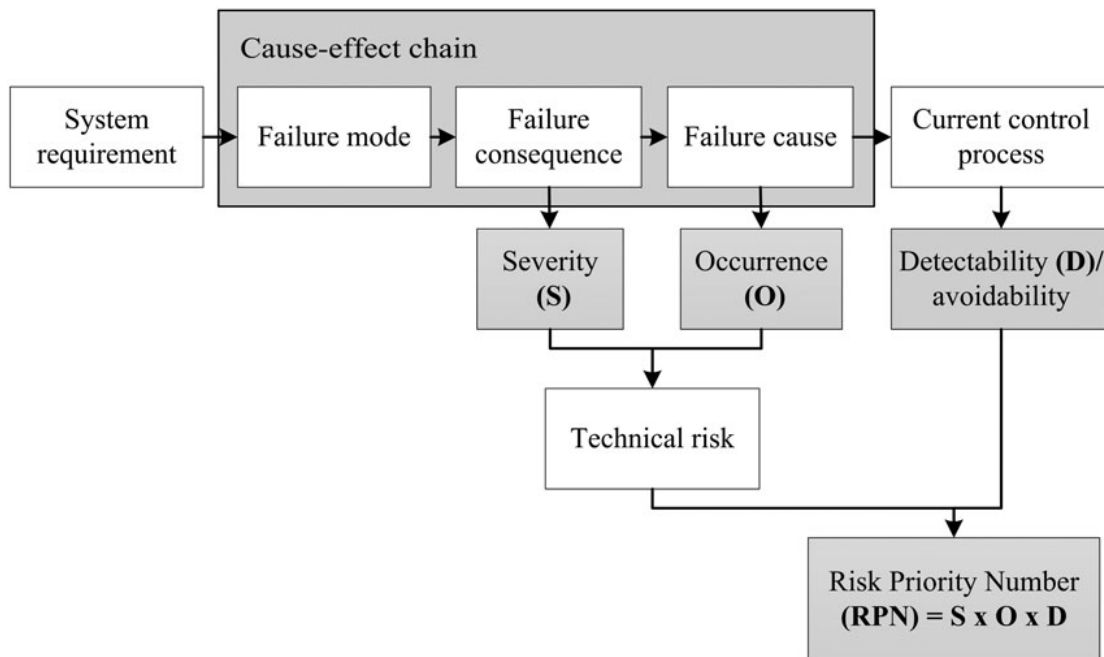 Cause-effect chain
System
requirement
Failure mode
Failure
consequence
Failure cause
Current control
process
Severity
(S)
Occurrence
(O)
Detectability (D)/
avoidability
Technical risk
Risk Priority Number
(RPN) = S x O x D